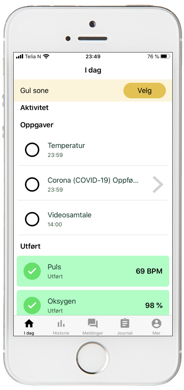 Telia N
23:49
76 %
I dag
Gul sone
Velg
Aktivitet
Oppgaver
Temperatur
23:59
Corona (COVID-19) Oppfø...
23:59
Videosamtale
14:00
Utført
Puls
Utført
69 BPM
Oksygen
Utført
98 %
I dag
Historie
Meldinger
Journal
Mer